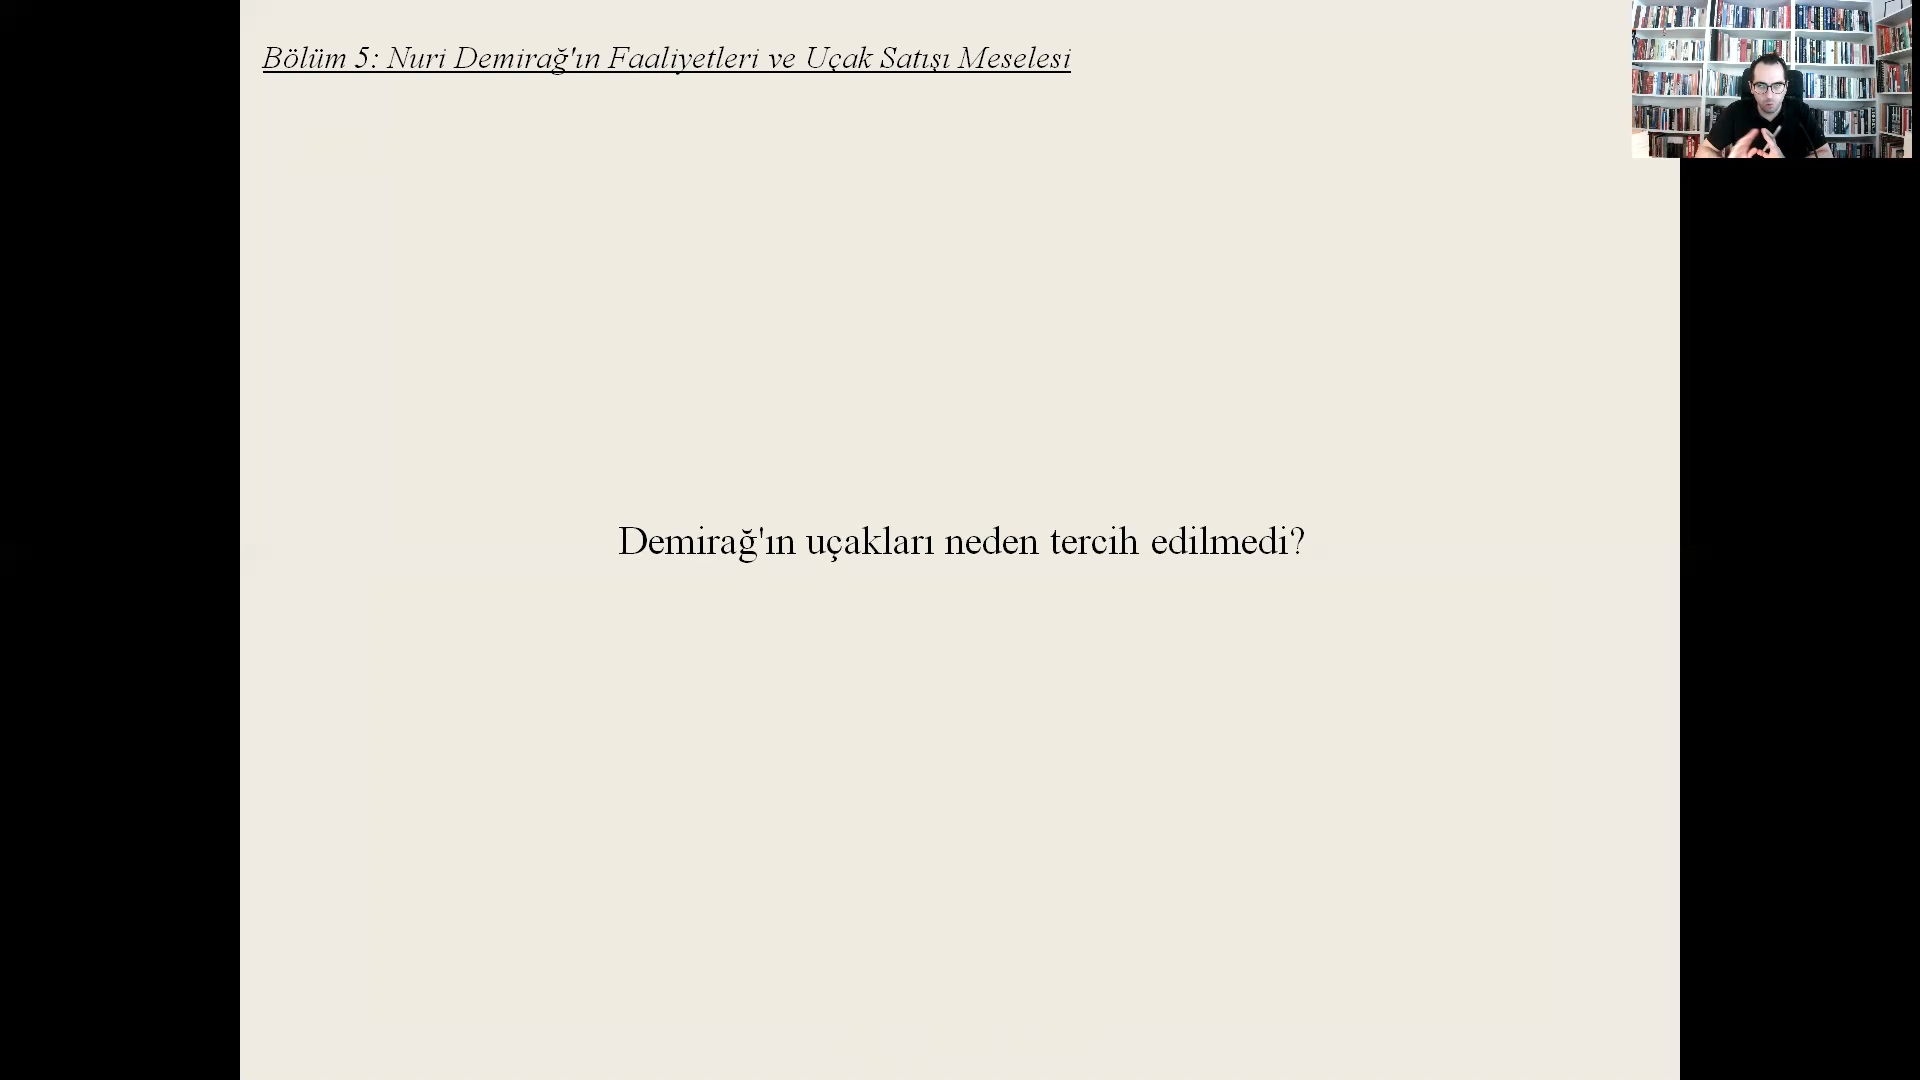 Bölüm 5: Nuri Demirağ'ın Faaliyetleri ve Uçak Satışı Meselesi
Demirağ'ın uçakları neden tercih edilmedi?